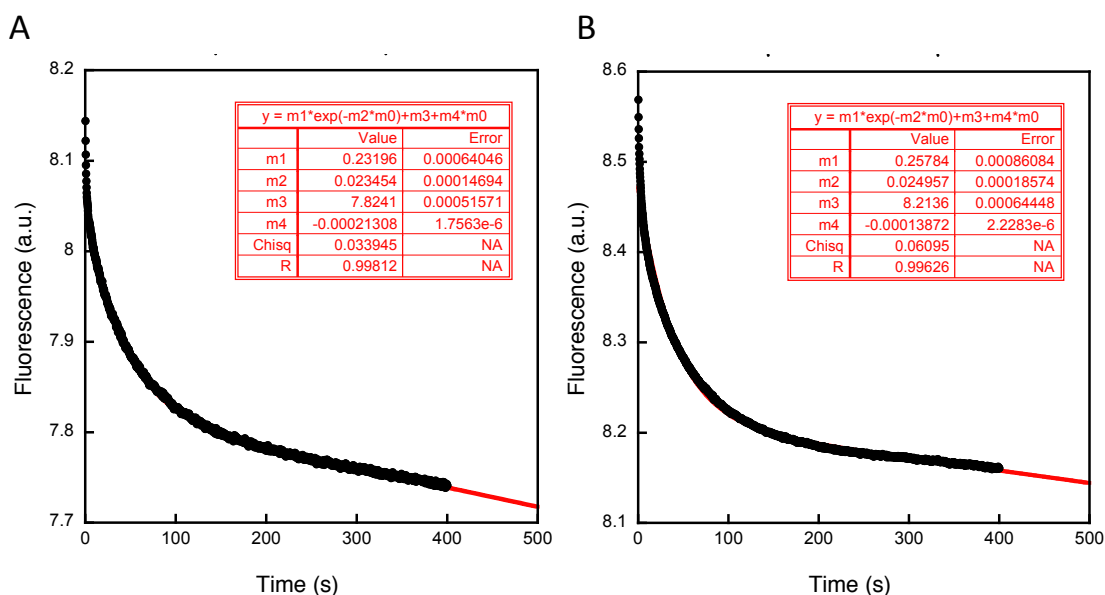 A
8.2
8.1
8
7.9
7.8
7.7
Fluorescence (a.u.)
0
100
200
300
400
500
Time (s)
y = m1*exp(-m2*m0)+m3+m4*m0
Value Error
m1 0.23196 0.00064046
m2 0.023454 0.00014694
m3 7.8241 0.00051571
m4 -0.00021308 1.7563e-6
Chisq 0.033945 NA
R 0.99812 NA
B
8.6
8.5
8.4
8.3
8.2
8.1
Fluorescence (a.u.)
0
100
200
300
400
500
Time (s)
y = m1*exp(-m2*m0)+m3+m4*m0
Value Error
m1 0.25784 0.00086084
m2 0.024957 0.00018574
m3 8.2136 0.00064448
m4 -0.00013872 2.2283e-6
Chisq 0.06095 NA
R 0.99626 NA